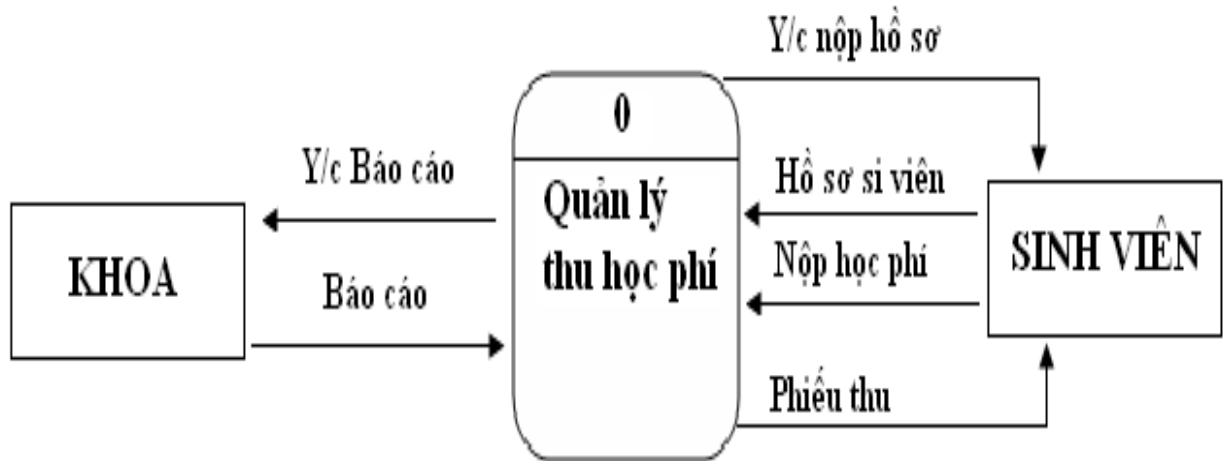 Y/c nộp hồ sơ
0
Y/c Báo cáo
Hồ sơ si viên
Quản lý
thu học phí
KHOA
SINH VIÊN
Nộp học phí
Báo cáo
Phiếu thu